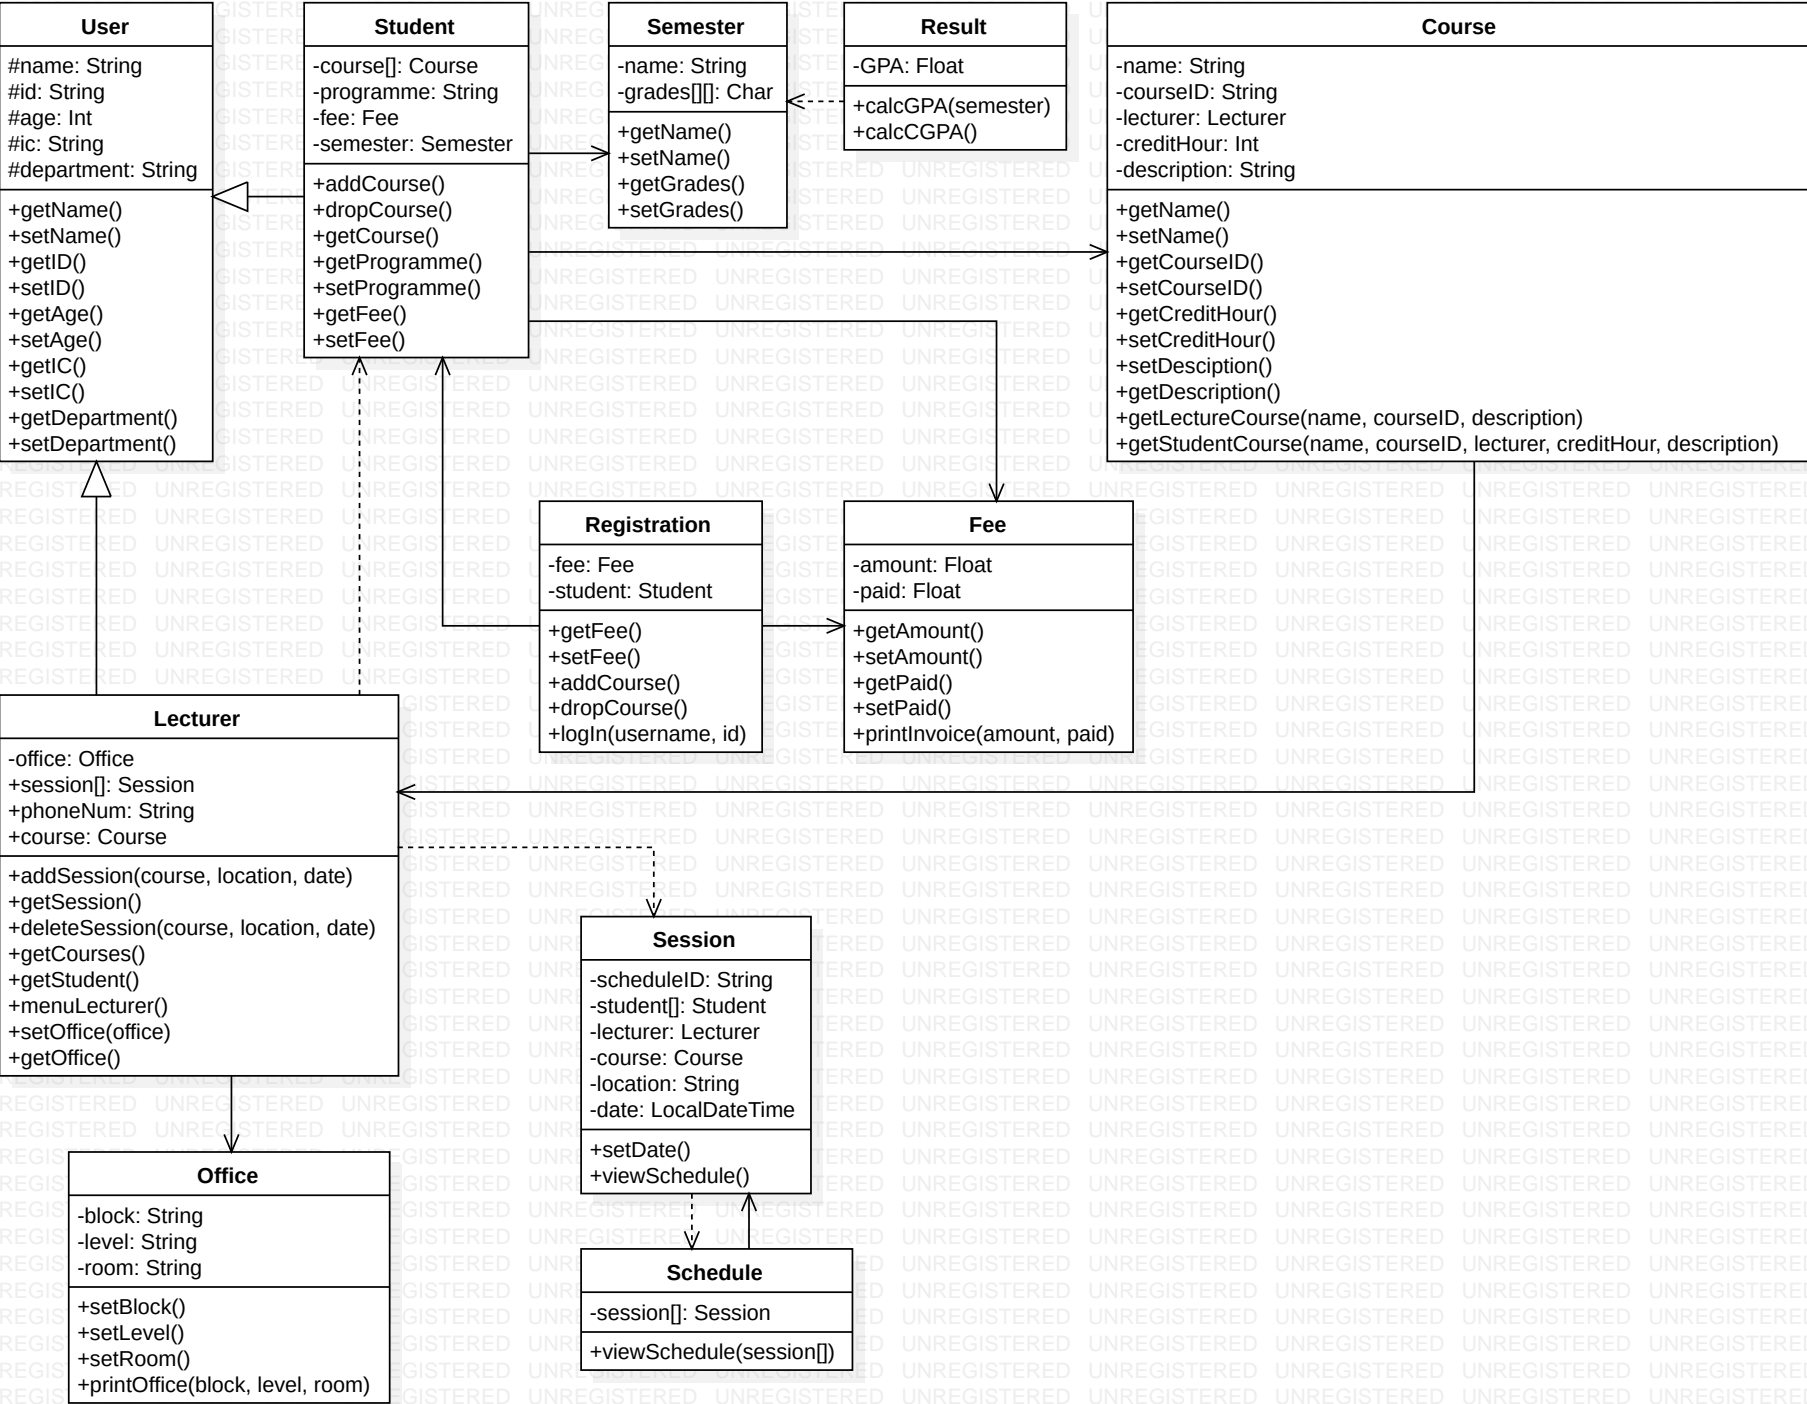 User
#name: String
#id: String
#age: Int
#ic: String
#department: String
+getName()
+setName()
+getID()
+setID()
+getAge()
+setAge()
+getIC()
+setIC()
+getDepartment()
+setDepartment()
Student
-course[]: Course
-programme: String
-fee: Fee
-semester: Semester
+addCourse()
+dropCourse()
+getCourse()
+getProgramme()
+setProgramme()
+getFee()
+setFee()
Semester
-name: String
-grades[][]: Char
+getName()
+setName()
+getGrades()
+setGrades()
Result
-GPA: Float
+calcGPA(semester)
+calcCGPA()
Course
-name: String
-courseID: String
-lecturer: Lecturer
-creditHour: Int
-description: String
+getName()
+setName()
+getCourseID()
+setCourseID()
+getCreditHour()
+setCreditHour()
+setDesciption()
+getDescription()
+getLectureCourse(name, courseID, description)
+getStudentCourse(name, courseID, lecturer, creditHour, description)
Registration
-fee: Fee
-student: Student
+getFee()
+setFee()
+addCourse()
+dropCourse()
+logIn(username, id)
Fee
-amount: Float
-paid: Float
+getAmount()
+setAmount()
+getPaid()
+setPaid()
+printInvoice(amount, paid)
Lecturer
-office: Office
+session[]: Session
+phoneNum: String
+course: Course
+addSession(course, location, date)
+getSession()
+deleteSession(course, location, date)
+getCourses()
+getStudent()
+menuLecturer()
+setOffice(office)
+getOffice()
Session
-scheduleID: String
-student[]: Student
-lecturer: Lecturer
-course: Course
-location: String
-date: LocalDateTime
+setDate()
+viewSchedule()
Office
-block: String
-level: String
-room: String
+setBlock()
+setLevel()
+setRoom()
+printOffice(block, level, room)
Schedule
-session[]: Session
+viewSchedule(session[])
UNREGISTERED